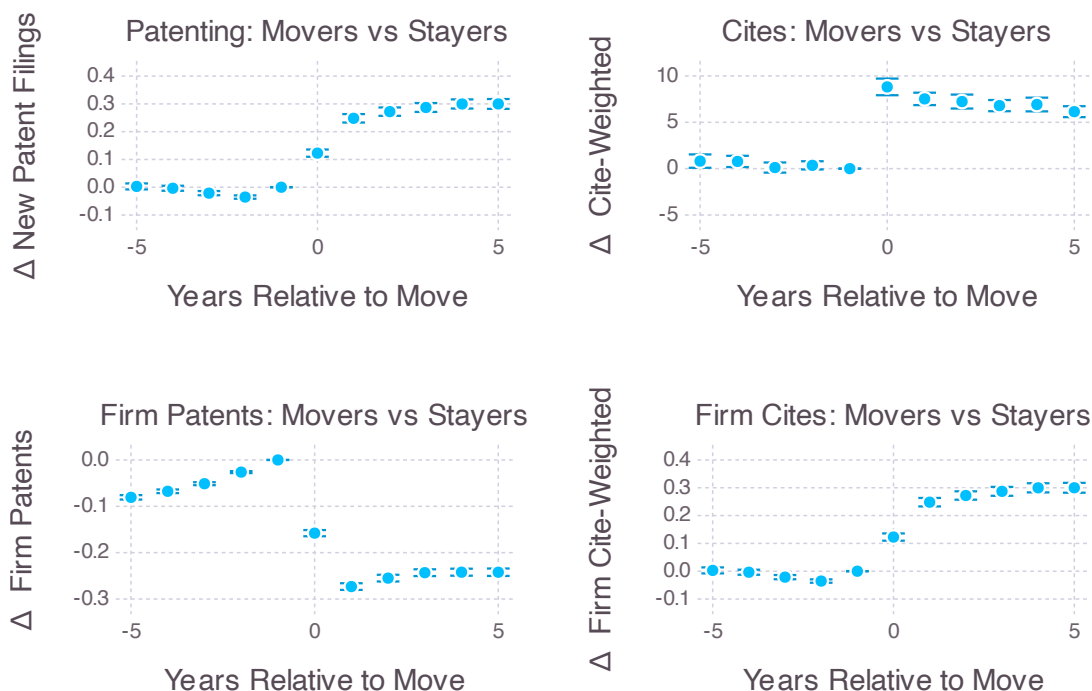 Patenting: Movers vs Stayers
Δ New Patent Filings
0.4
0.3
0.2
0.1
0.0
-0.1
-5
0
5
Years Relative to Move
Cites: Movers vs Stayers
Δ Cite-Weighted
10
5
0
-5
-5
0
5
Years Relative to Move
Firm Patents: Movers vs Stayers
Δ Firm Patents
0.0
-0.1
-0.2
-0.3
-5
0
5
Years Relative to Move
Firm Cites: Movers vs Stayers
Δ Firm Cite-Weighted
0.4
0.3
0.2
0.1
0.0
-0.1
-5
0
5
Years Relative to Move